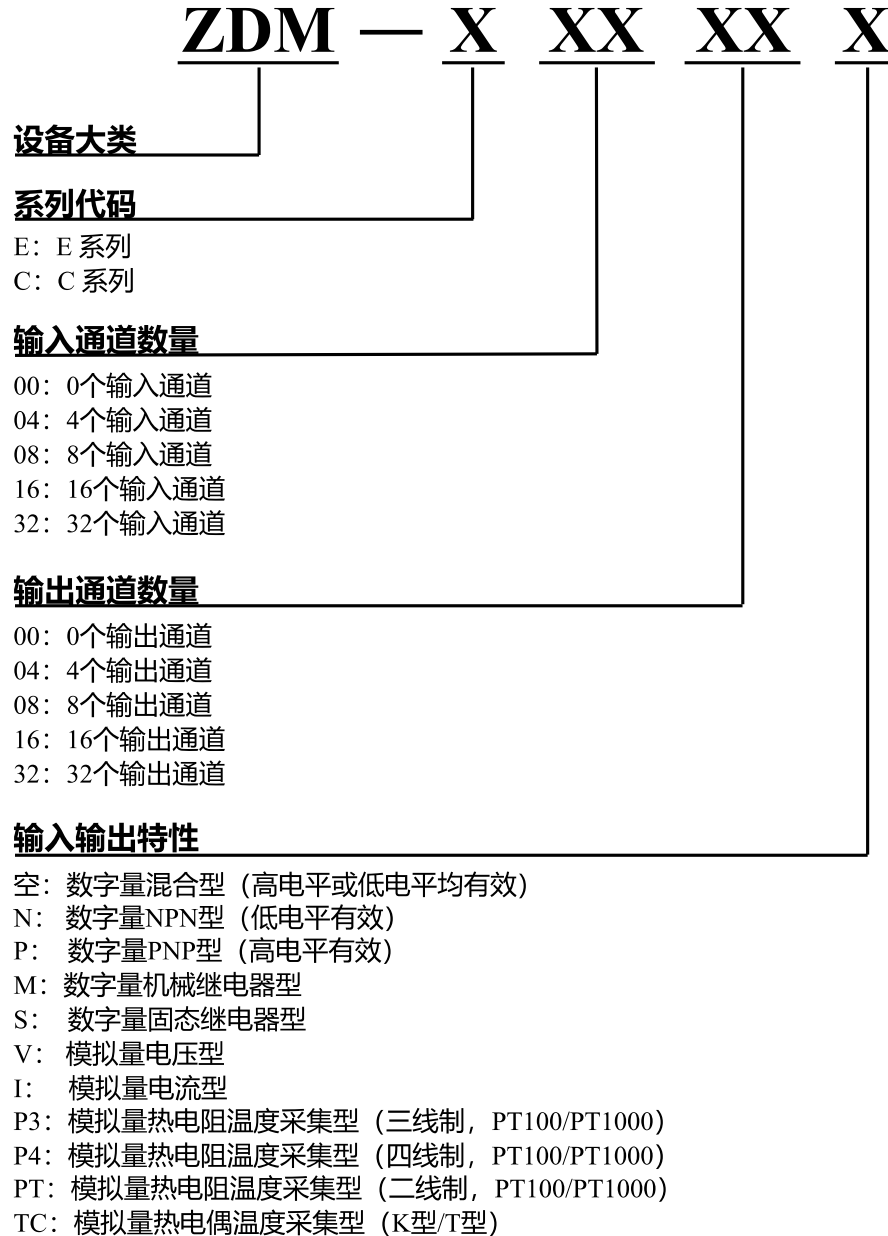 ZDM — X XX XX X
设备大类
系列代码
E：E 系列
C：C 系列
输入通道数量
00：0个输入通道
04：4个输入通道
08：8个输入通道
16：16个输入通道
32：32个输入通道
输出通道数量
00：0个输出通道
04：4个输出通道
08：8个输出通道
16：16个输出通道
32：32个输出通道
输入输出特性
空：数字量混合型（高电平或低电平均有效）
N：数字量NPN型（低电平有效）
P：数字量PNP型（高电平有效）
M：数字量机械继电器型
S：数字量固态继电器型
V：模拟量电压型
I：模拟量电流型
P3：模拟量热电阻温度采集型（三线制，PT100/PT1000）
P4：模拟量热电阻温度采集型（四线制，PT100/PT1000）
PT：模拟量热电阻温度采集型（二线制，PT100/PT1000）
TC：模拟量热电偶温度采集型（K型/T型）